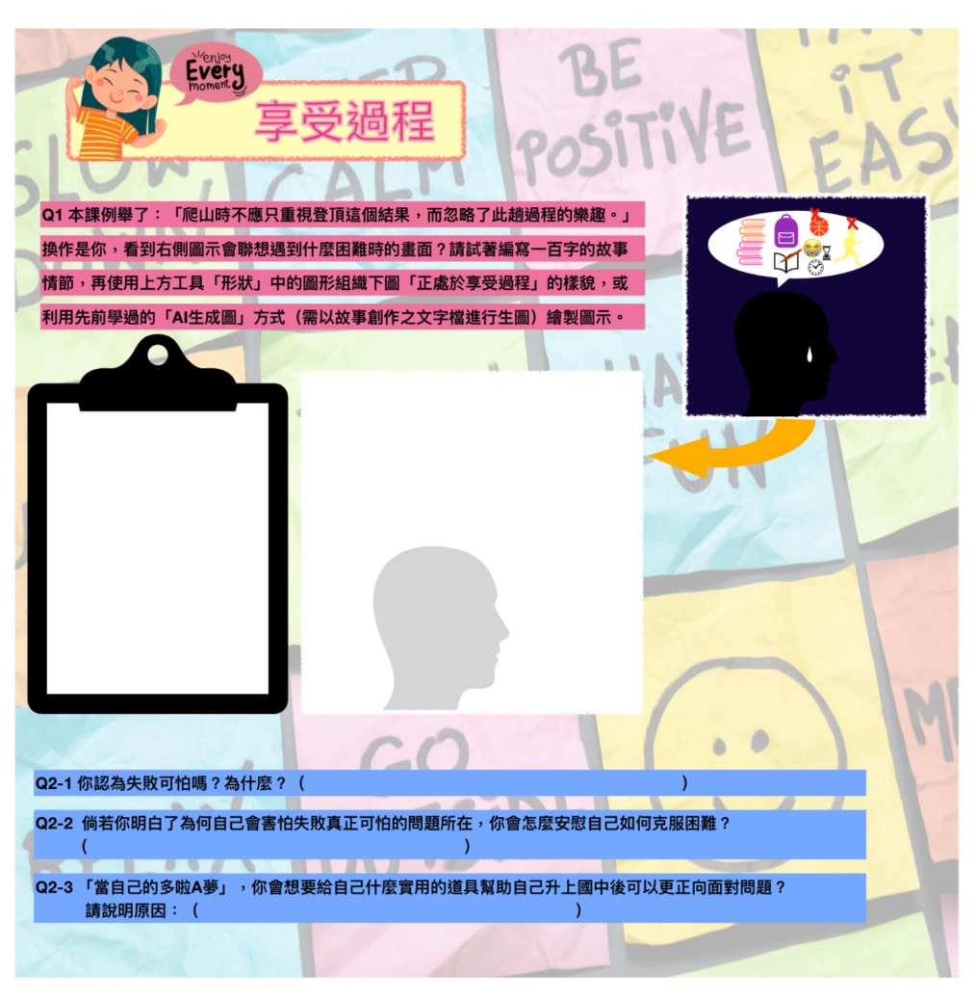 enjoy
Every
moment
享受過程
SLOW
DOWN
CALM
BE
POSITIVE
IT
EASY
Q1 本課例舉了：「爬山時不應只重視登頂這個結果，而忽略了此趟過程的樂趣。」
換作是你，看到右側圖示會聯想遇到什麼困難時的畫面？請試著編寫一百字的故事
情節，再使用上方工具「形狀」中的圖形組織下圖「正處於享受過程」的樣貌，或
利用先前學過的「AI生成圖」方式（需以故事創作之文字檔進行生圖）繪製圖示。
FUN
GO
Q2-1 你認為失敗可怕嗎？為什麼？（ ）
Q2-2 倘若你明白了為何自己會害怕失敗真正可怕的問題所在，你會怎麼安慰自己如何克服困難？
（ ）
Q2-3 「當自己的多啦A夢」，你會想要給自己什麼實用的道具幫助自己升上國中後可以更正向面對問題？
請說明原因：（ ）